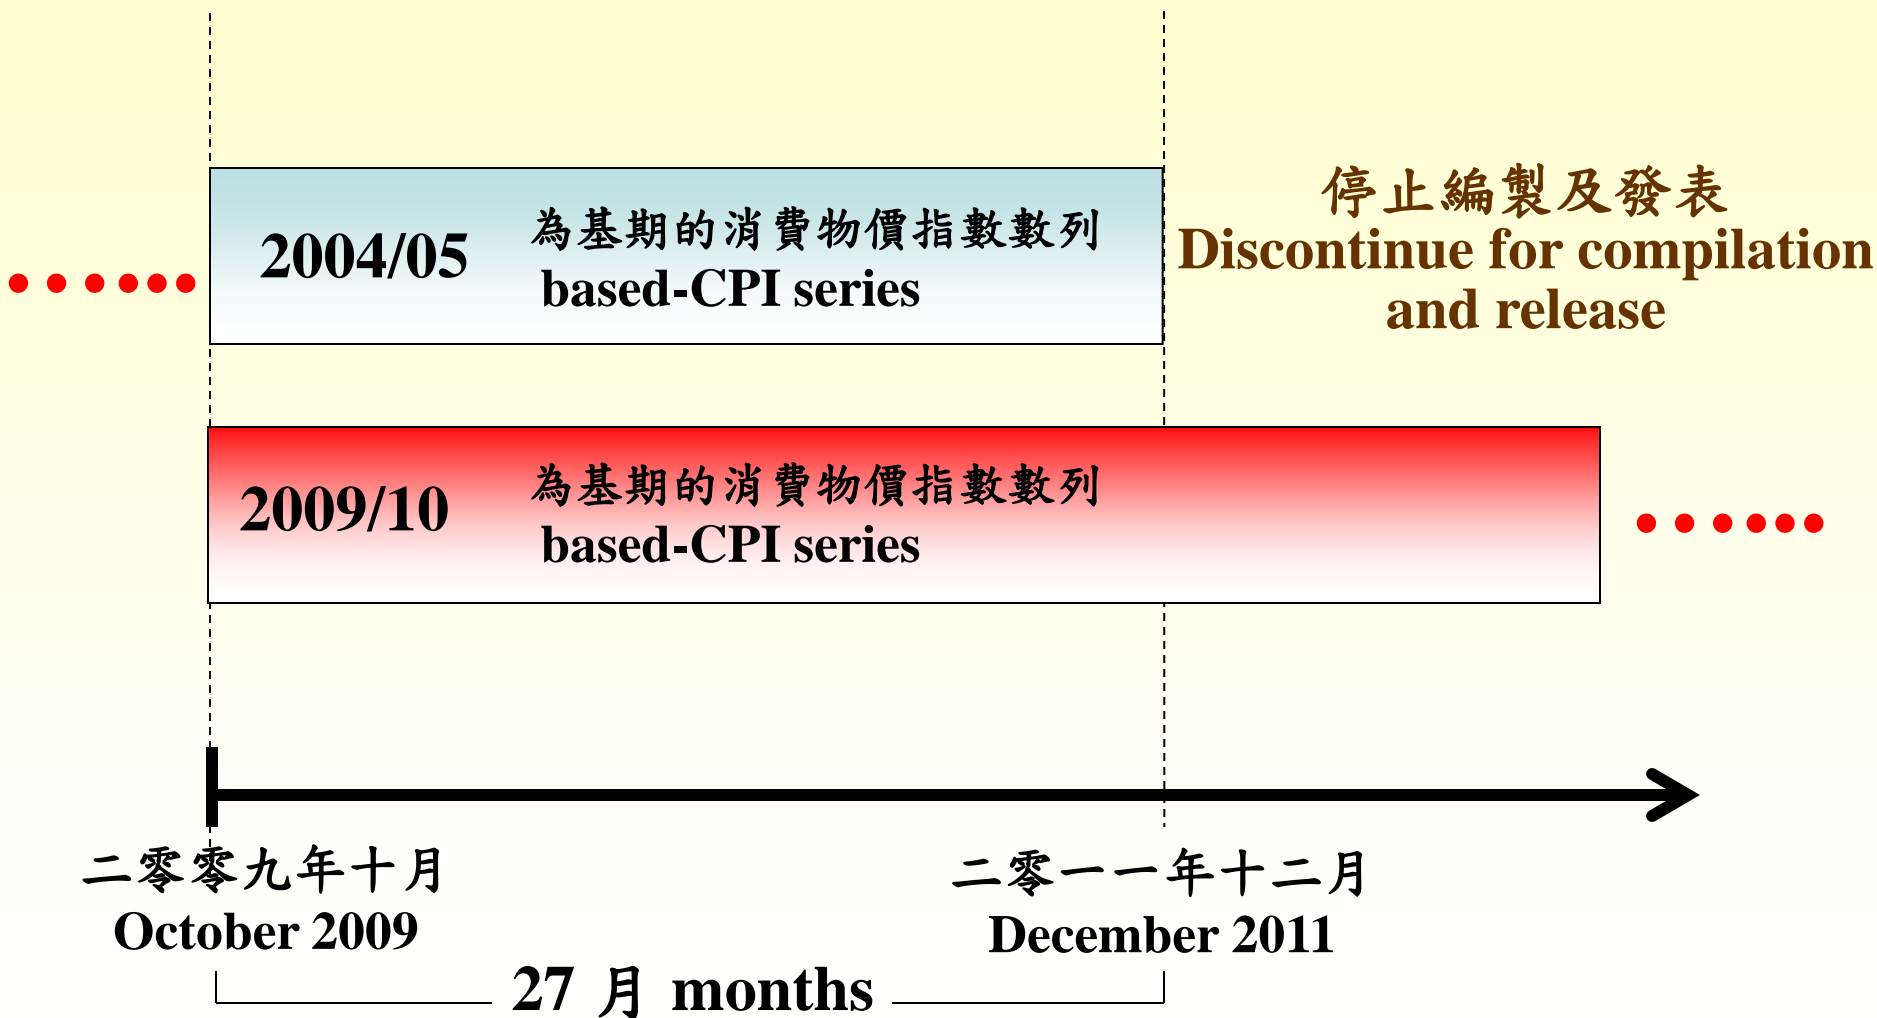 2004/05
為基期的消費物價指數數列
based-CPI series
停止編製及發表
Discontinue for compilation
and release
2009/10
為基期的消費物價指數數列
based-CPI series
二零零九年十月
October 2009
二零一一年十二月
December 2011
27 月 months